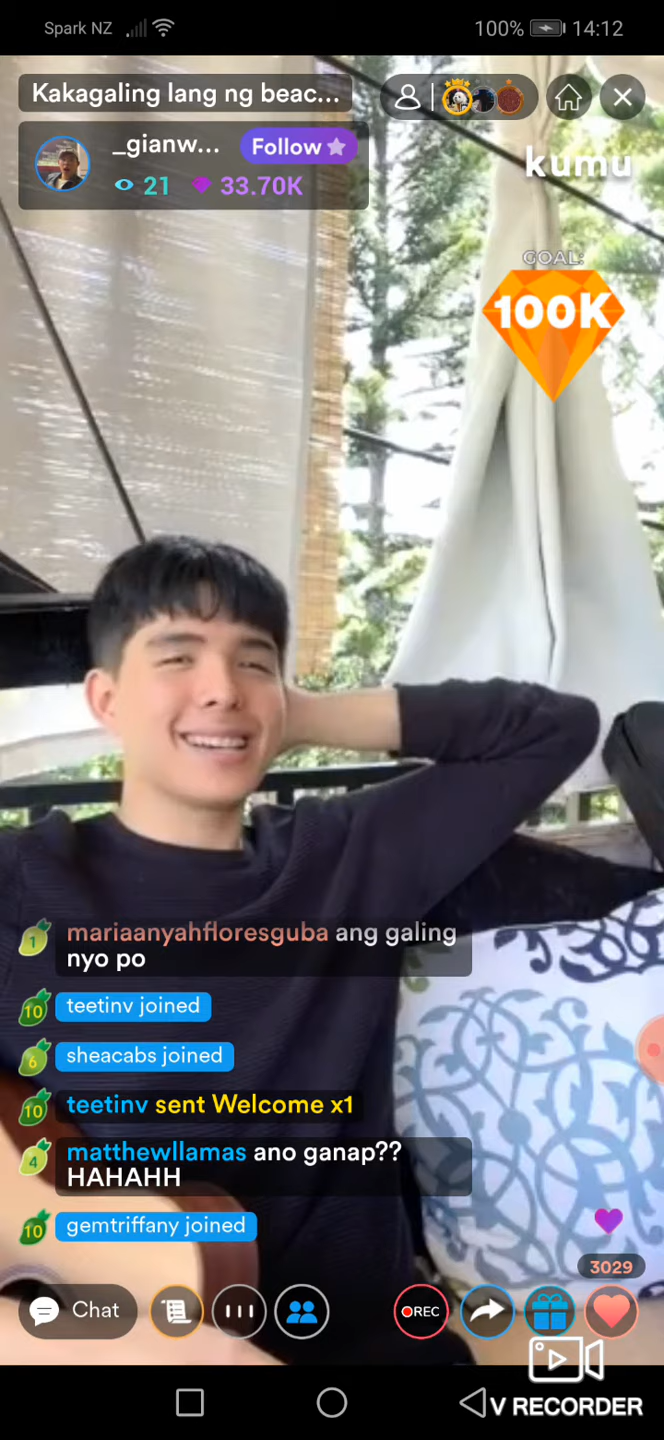 Spark NZ
100% 14:12
Kakagaling lang ng beac...
_gianw... Follow
21 33.70K
kumu
GOAL:
100K
1 mariaanyahfloresguba ang galing
nyo po
10 teetinv joined
6 sheacabs joined
10 teetinv sent Welcome x1
4 matthewllamas ano ganap??
HAHAHH
10 gemtriffany joined
3029
Chat
REC
V RECORDER